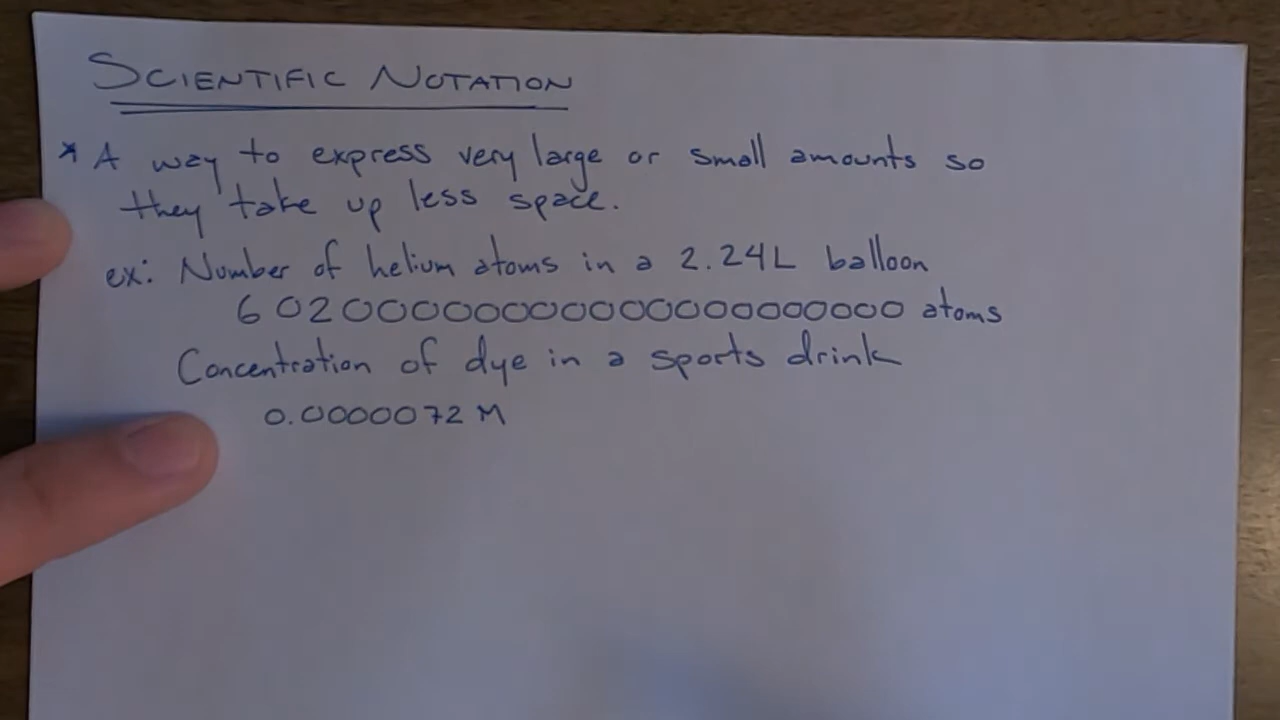 SCIENTIFIC NOTATION
* A way to express very large or small amounts so
they take up less space.
ex: Number of helium atoms in a 2.24L balloon
60200000000000000000000 atoms
Concentration of dye in a sports drink
0.0000072 M